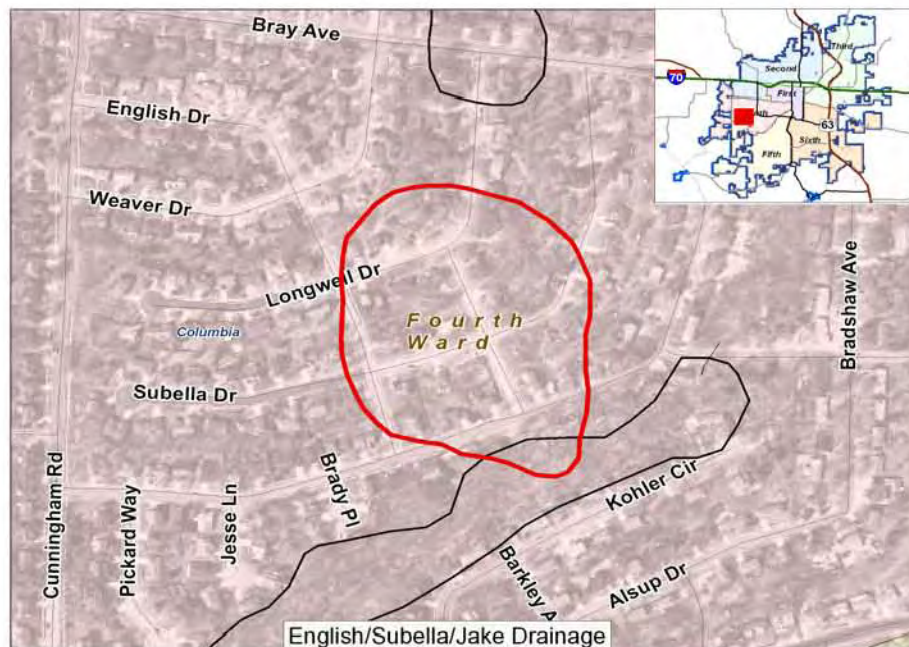 Bray Ave
English Dr
Weaver Dr
Longwell Dr
Columbia
Fourth
Ward
Subella Dr
Bradshaw Ave
Cunningham Rd
Pickard Way
Jesse Ln
Brady Pl
Kohler Cir
Barkley A
Alsup Dr
English/Subella/Jake Drainage
Third
Second
70
First
63
Sixth
Fifth